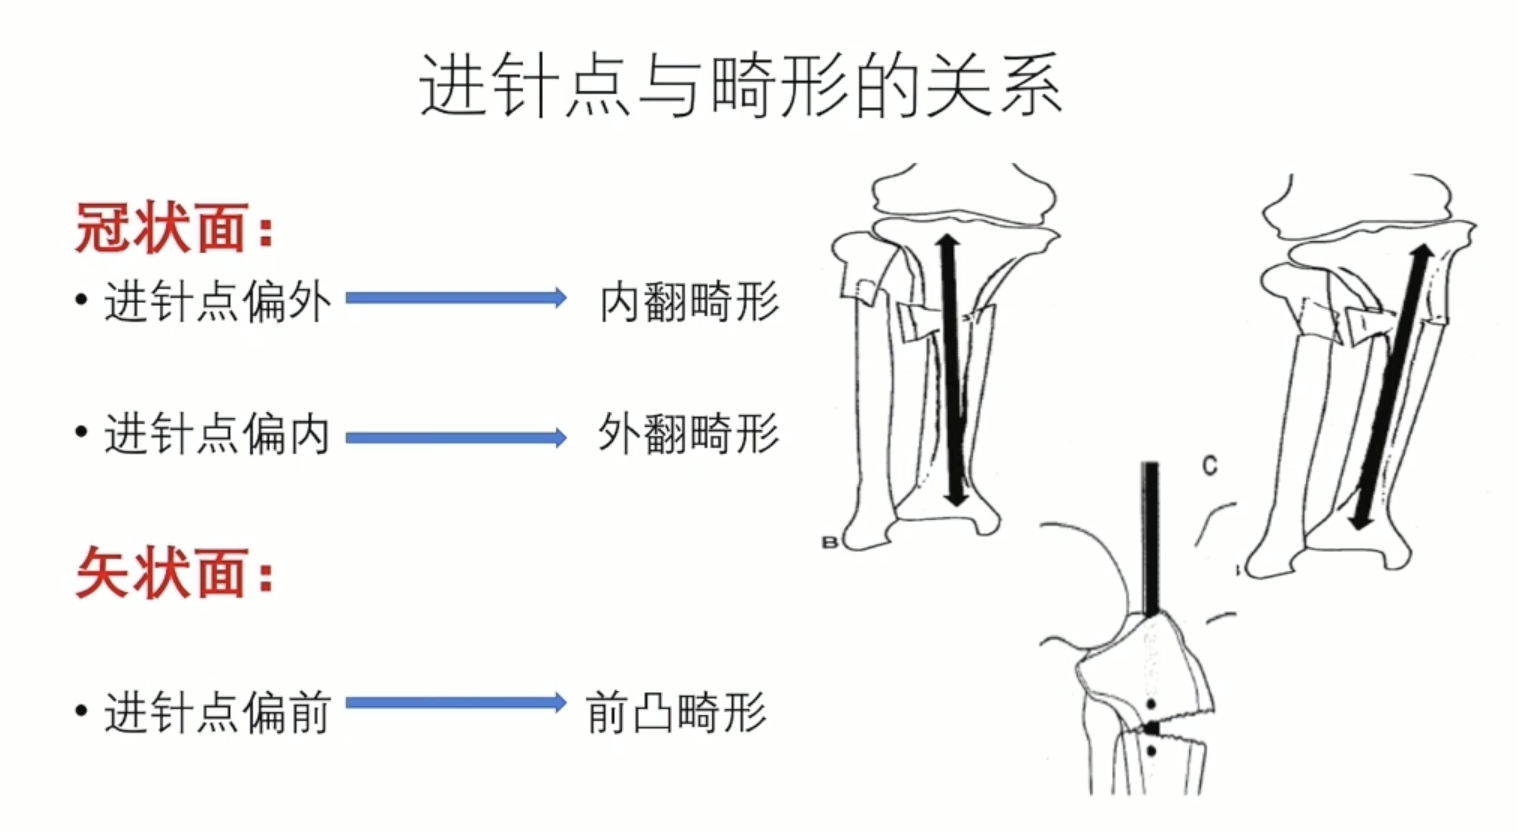 进针点与畸形的关系
冠状面：
• 进针点偏外 内翻畸形
• 进针点偏内 外翻畸形
矢状面：
• 进针点偏前 前凸畸形
B
C